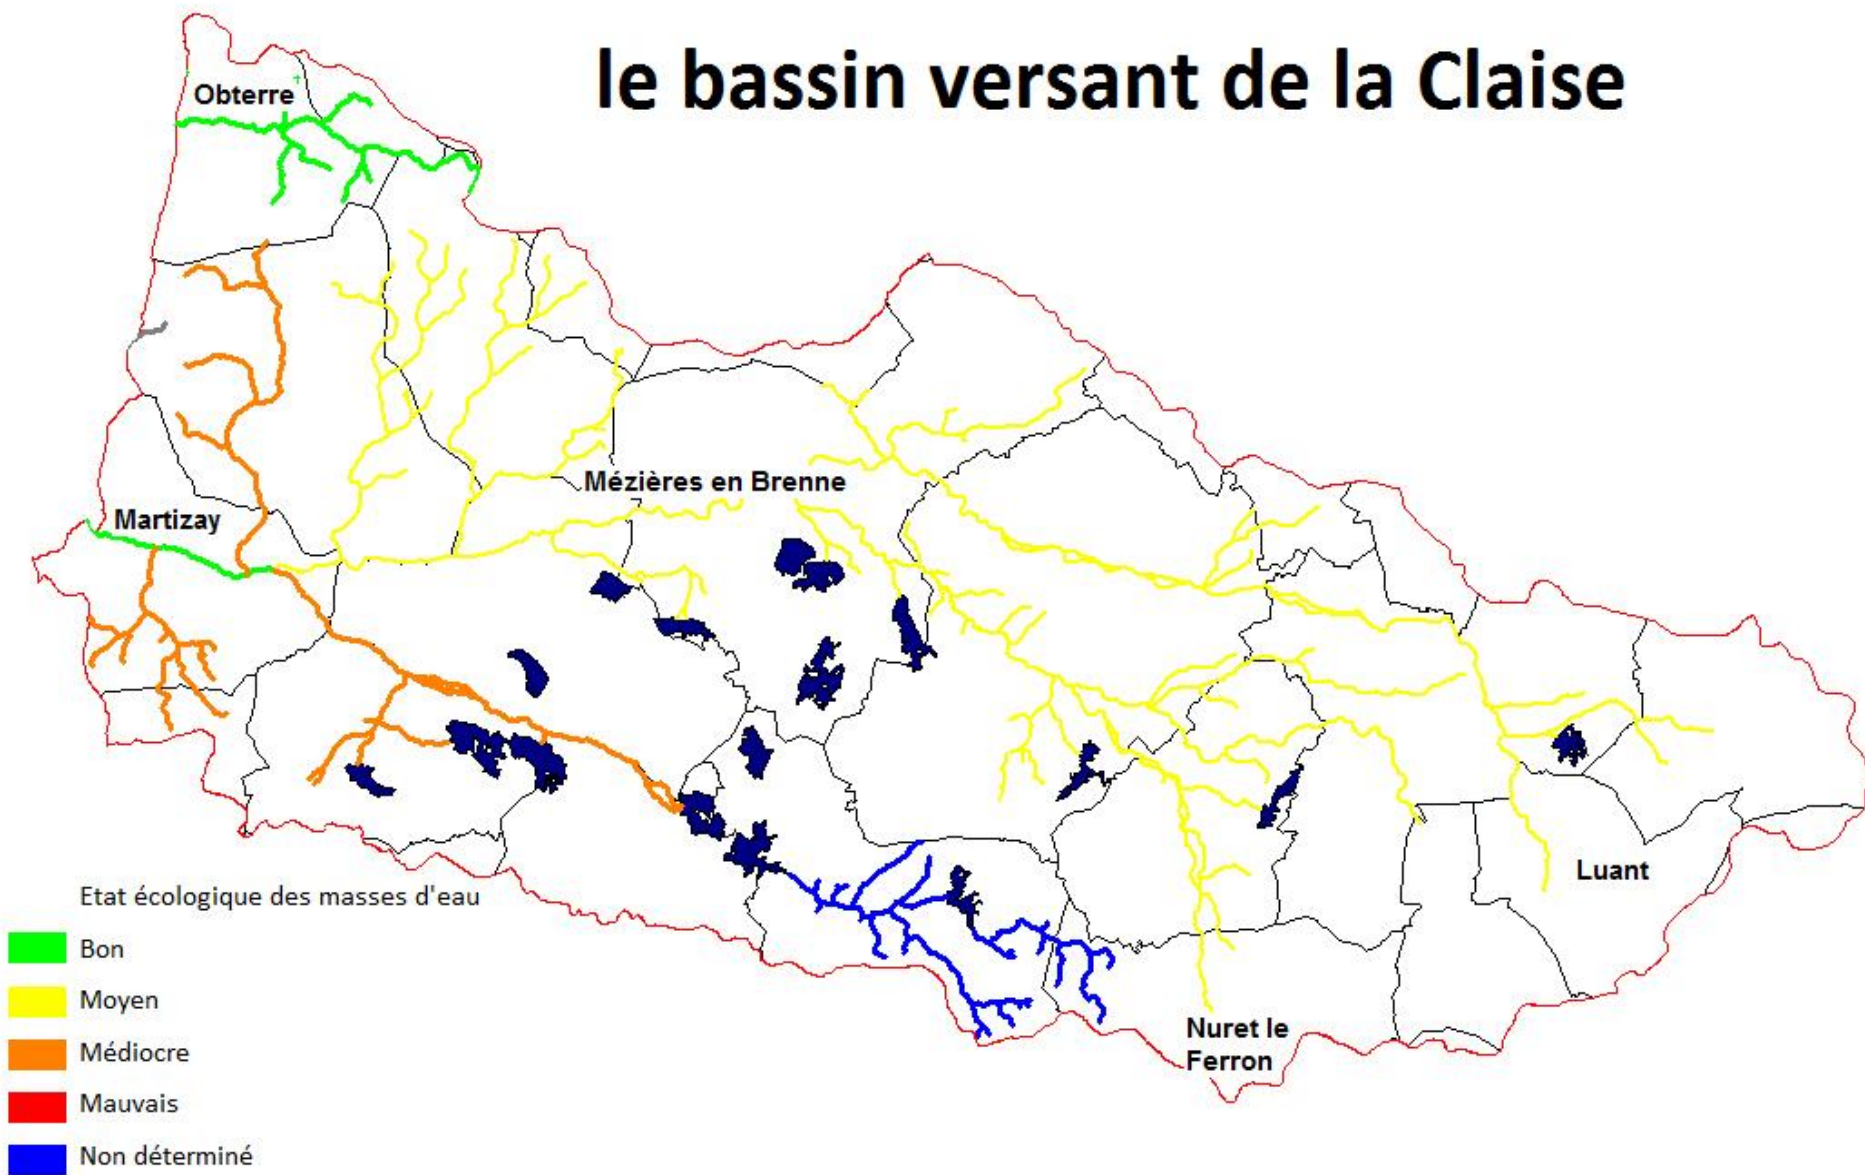 le bassin versant de la Claise
Obterre
Mézières en Brenne
Martizay
Luant
Nuret le
Ferron
Etat écologique des masses d'eau
Bon
Moyen
Médiocre
Mauvais
Non déterminé